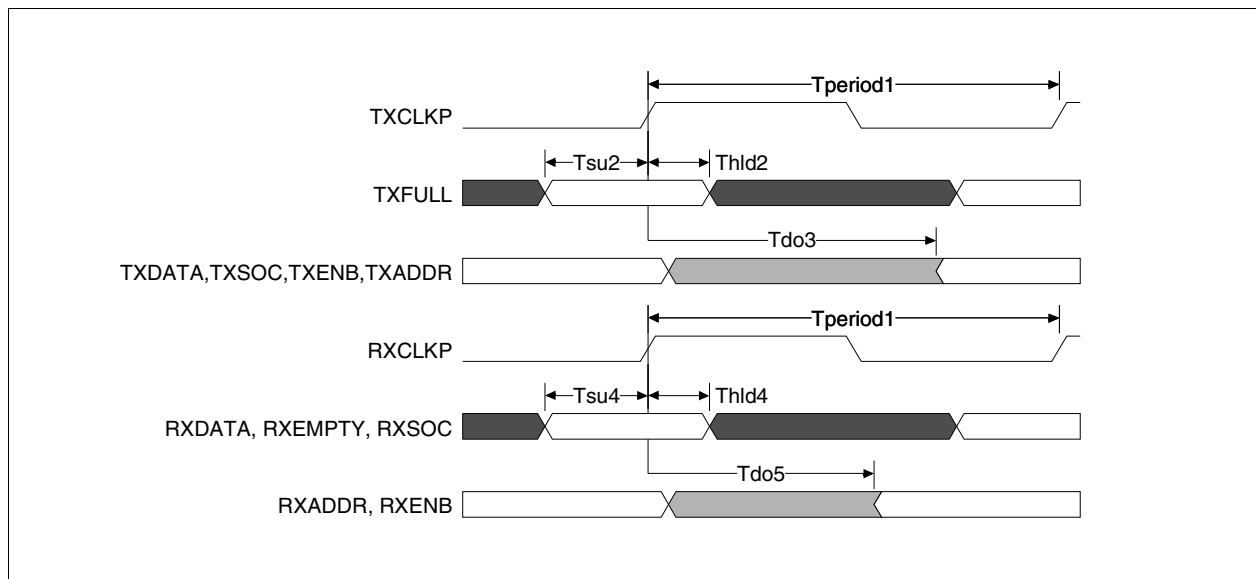 Tperiod1
TXCLKP
Tsu2 Thld2
TXFULL
Tdo3
TXDATA,TXSOC,TXENB,TXADDR
Tperiod1
RXCLKP
Tsu4 Thld4
RXDATA, RXEMPTY, RXSOC
Tdo5
RXADDR, RXENB